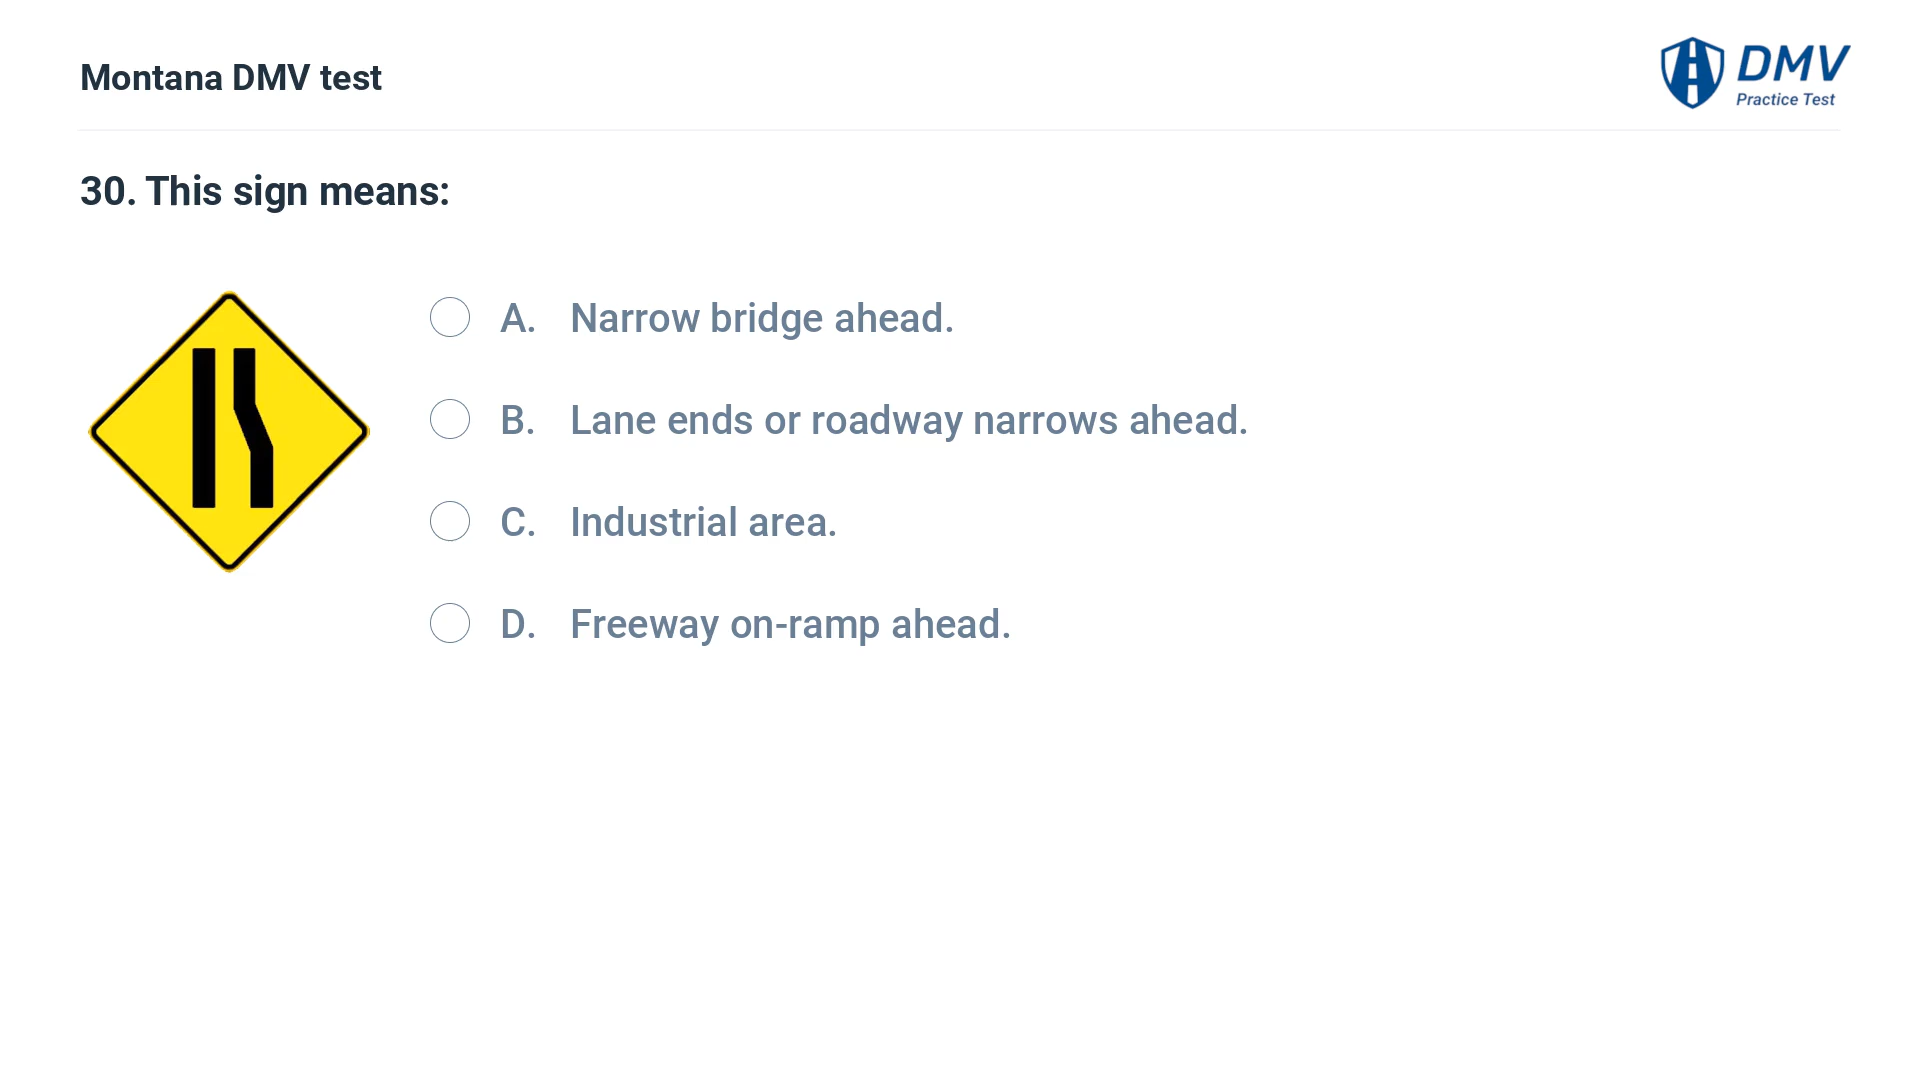 Montana DMV test
DMV
Practice Test
30. This sign means:
A. Narrow bridge ahead.
B. Lane ends or roadway narrows ahead.
C. Industrial area.
D. Freeway on-ramp ahead.